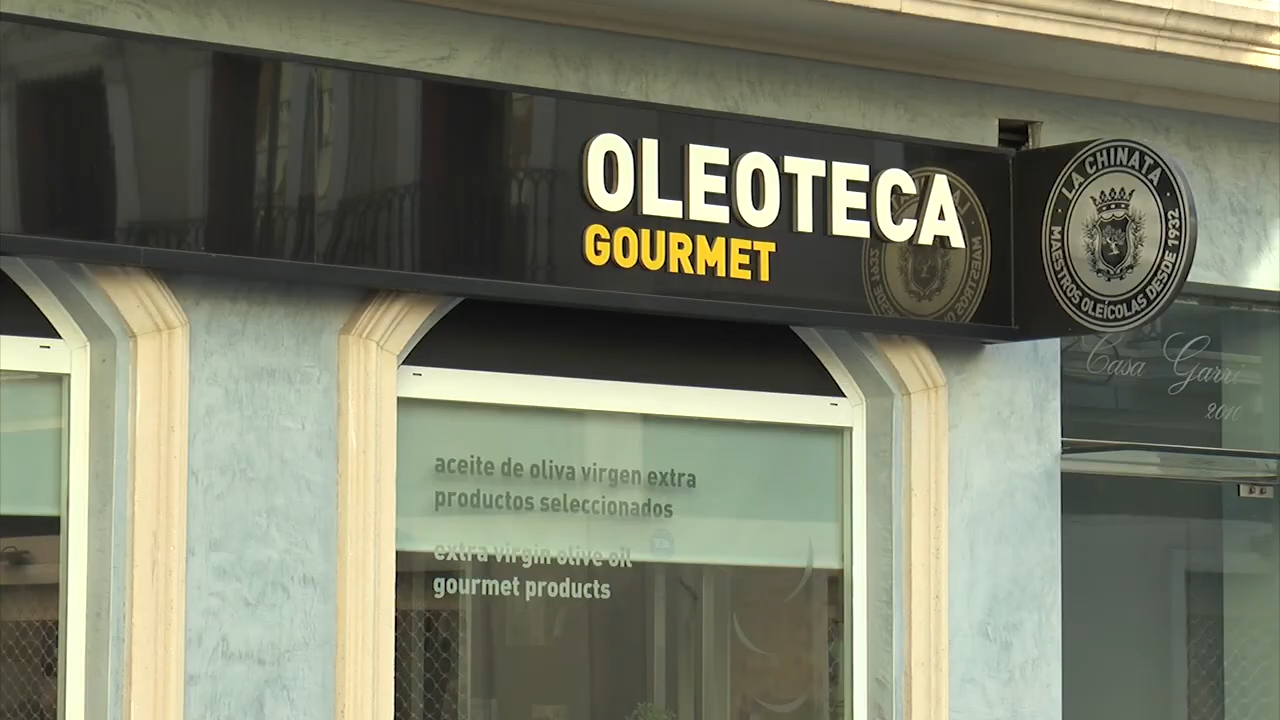 OLEOTECA
GOURMET
LA CHINATA
MAESTROS OLEÍCOLAS DESDE 1932
Casa Garri
2010
aceite de oliva virgen extra
productos seleccionados
extra virgin olive oil
gourmet products